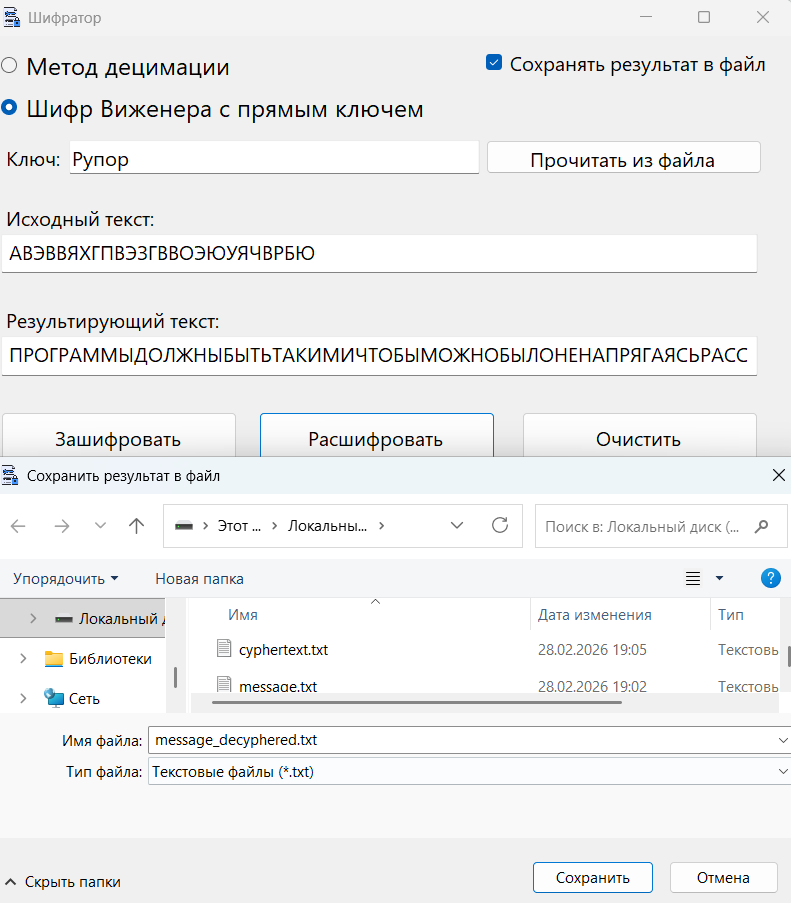 Шифратор
Метод децимации
Сохранять результат в файл
Шифр Виженера с прямым ключем
Ключ: Рупор
Прочитать из файла
Исходный текст:
АВЭВВЯХГПВЭЗГВВОЭЮУЯЧВРБЮ
Результирующий текст:
ПРОГРАММЫДОЛЖНЫБЫТЬТАКИМИЧТОБЫМОЖНОБЫЛОНЕНАПРЯГАЯСЬРАСС
Зашифровать Расшифровать Очистить
Сохранить результат в файл
Этот ... Локальны... Поиск в: Локальный диск (...
Упорядочить Новая папка ?
Имя Дата изменения Тип
Локальный
cyphertext.txt 28.02.2026 19:05 Текстовь
Библиотеки
message.txt 28.02.2026 19:02 Текстовь
Сеть
Имя файла: message_decyphered.txt
Тип файла: Текстовые файлы (*.txt)
Скрыть папки
Сохранить Отмена